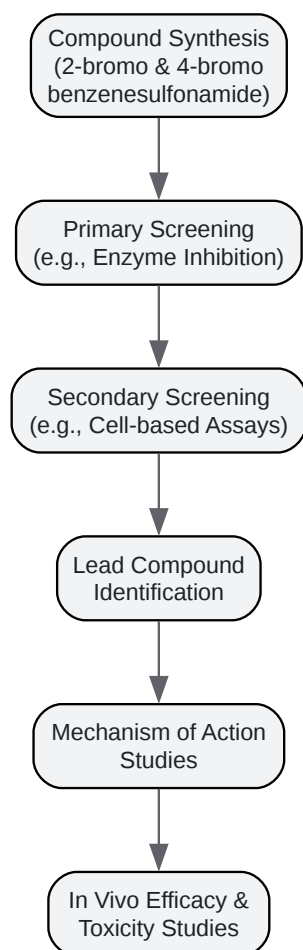 Compound Synthesis
(2-bromo & 4-bromo
benzenesulfonamide)
Primary Screening
(e.g., Enzyme Inhibition)
Secondary Screening
(e.g., Cell-based Assays)
Lead Compound
Identification
Mechanism of Action
Studies
In Vivo Efficacy &
Toxicity Studies